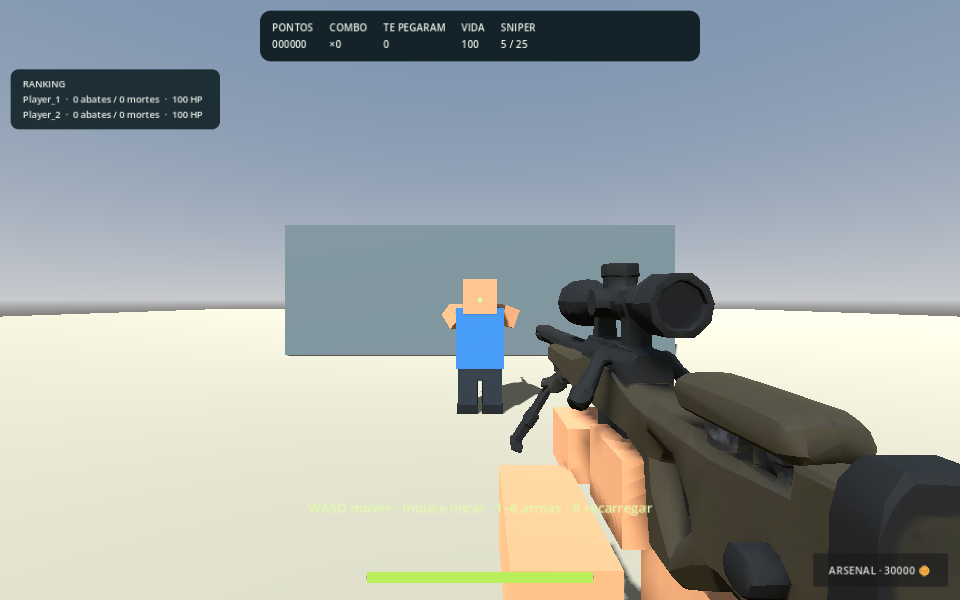 PONTOS COMBO TE PEGARAM VIDA SNIPER
000000 ×0 0 100 5 / 25
RANKING
Player_1 · 0 abates / 0 mortes · 100 HP
Player_2 · 0 abates / 0 mortes · 100 HP
WASD mover · mouse mirar · 1-6 armas · R recarregar
ARSENAL · 30000